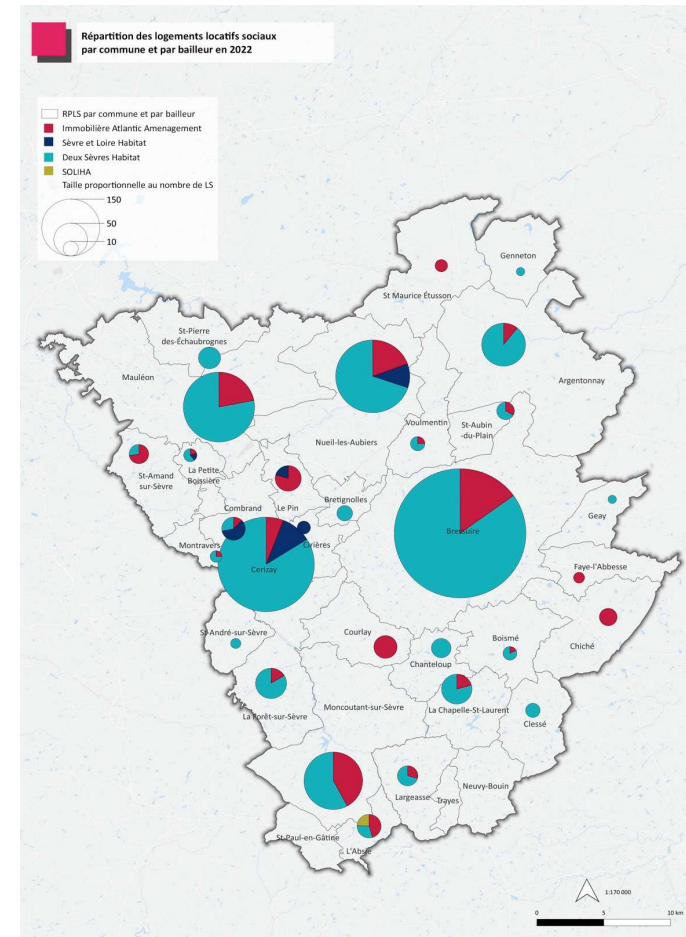 Répartition des logements locatifs sociaux
par commune et par bailleur en 2022
RPLS par commune et par bailleur
Immobilière Atlantic Amenagement
Sèvre et Loire Habitat
Deux Sèvres Habitat
SOLIHA
Taille proportionnelle au nombre de LS
150
50
10
Genneton
St Maurice Étusson
St-Pierre
des-Échaubrognes
Mauléon
Argentonnay
Voulmentin
St-Aubin
-du-Plain
Nueil-les-Aubiers
La Petite
Boissière
St-Amand
sur-Sèvre
Combrand
Le Pin
Bretignolles
Geay
Bressuire
Montravers
Cirières
Cerizay
Faye-l'Abbesse
St-André-sur-Sèvre
Courlay
Boismé
Chiché
Chanteloup
Moncoutant-sur-Sèvre
La Chapelle-St-Laurent
La Forêt-sur-Sèvre
Clessé
Neuvy-Bouin
Largeasse
Trayes
St-Paul-en-Gâtine
L'Absie
1:170 000
0
5
10 km